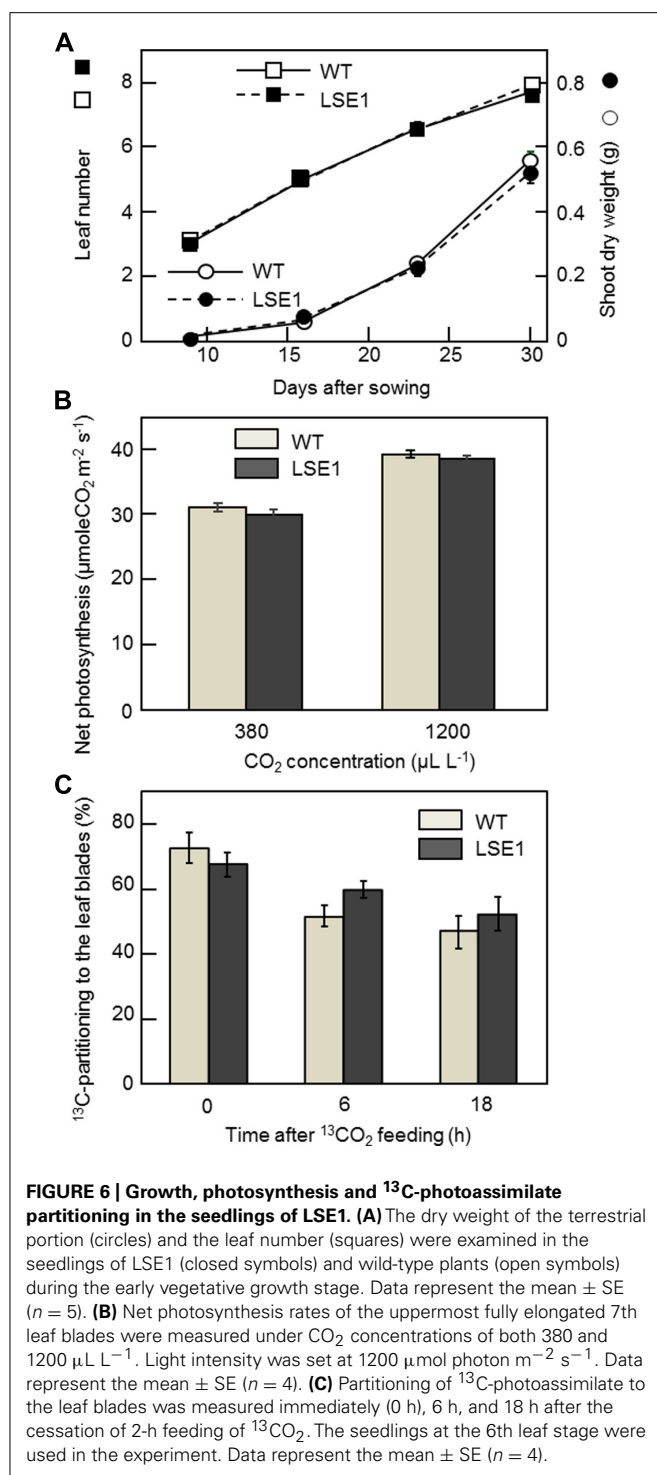 A
WT
LSE1
8
6
4
2
0
Leaf number
0.8
0.6
0.4
0.2
0
Shoot dry weight (g)
WT
LSE1
10 15 20 25 30
Days after sowing
B
WT
LSE1
40
30
20
10
0
Net photosynthesis (µmoleCO2 m-2 s-1)
380 1200
CO2 concentration (µL L-1)
C
WT
LSE1
80
60
40
20
0
13C-partitioning to the leaf blades (%)
0 6 18
Time after 13CO2 feeding (h)
FIGURE 6 | Growth, photosynthesis and 13C-photoassimilate
partitioning in the seedlings of LSE1. (A) The dry weight of the terrestrial
portion (circles) and the leaf number (squares) were examined in the
seedlings of LSE1 (closed symbols) and wild-type plants (open symbols)
during the early vegetative growth stage. Data represent the mean ± SE
(n = 5). (B) Net photosynthesis rates of the uppermost fully elongated 7th
leaf blades were measured under CO2 concentrations of both 380 and
1200 µL L−1. Light intensity was set at 1200 µmol photon m−2 s−1. Data
represent the mean ± SE (n = 4). (C) Partitioning of 13C-photoassimilate to
the leaf blades was measured immediately (0 h), 6 h, and 18 h after the
cessation of 2-h feeding of 13CO2. The seedlings at the 6th leaf stage were
used in the experiment. Data represent the mean ± SE (n = 4).